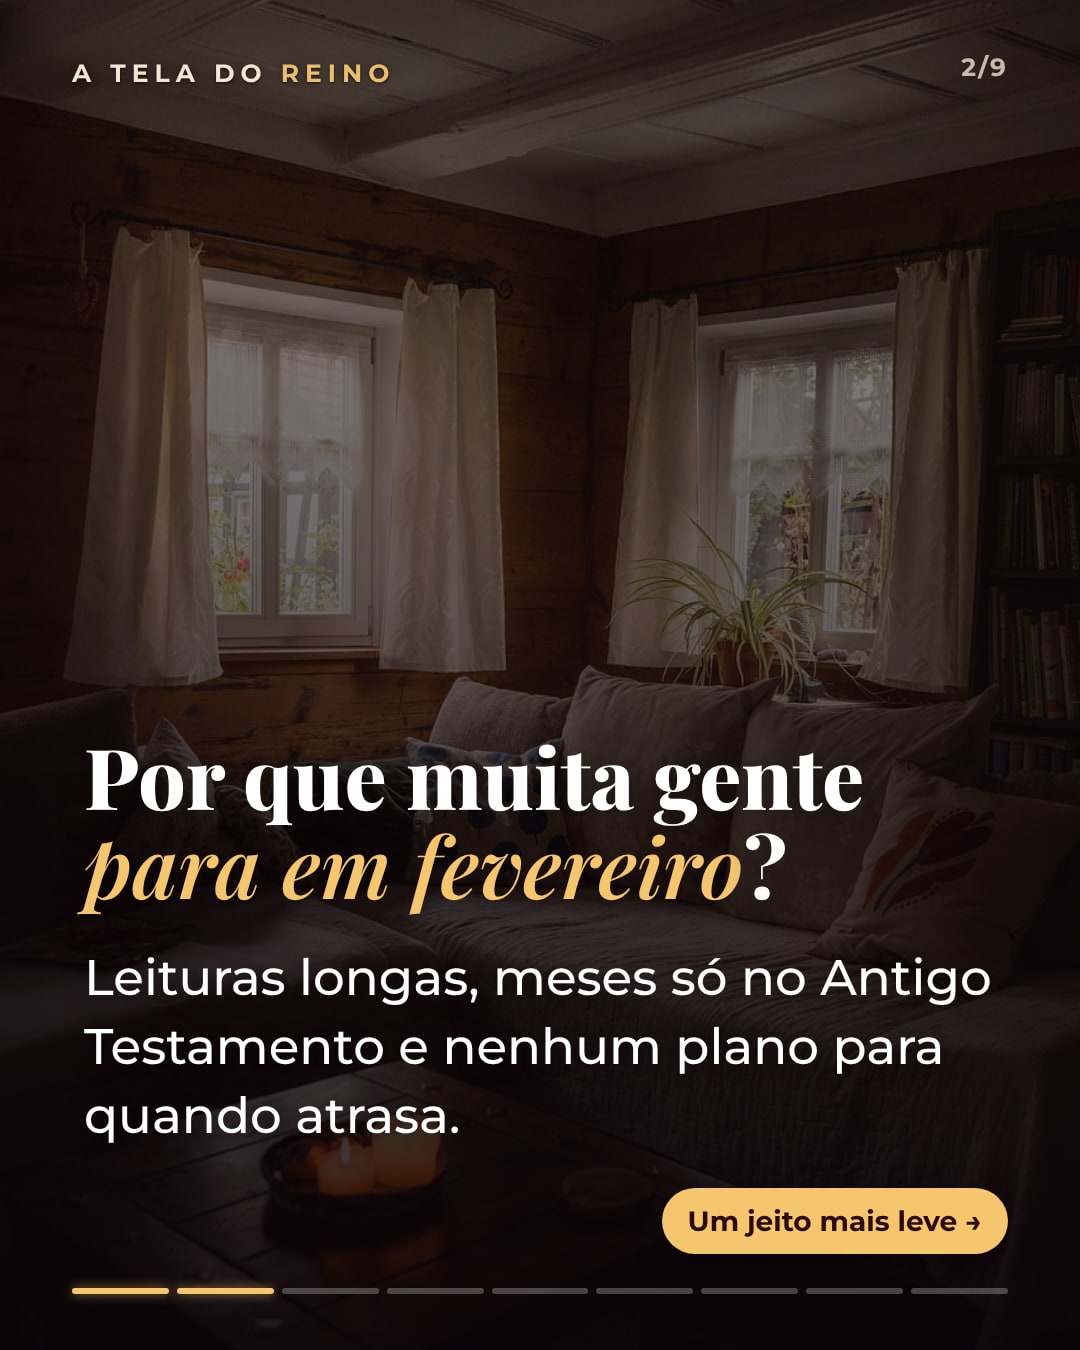 A TELA DO REINO
2/9
Por que muita gente
para em fevereiro?
Leituras longas, meses só no Antigo
Testamento e nenhum plano para
quando atrasa.
Um jeito mais leve →